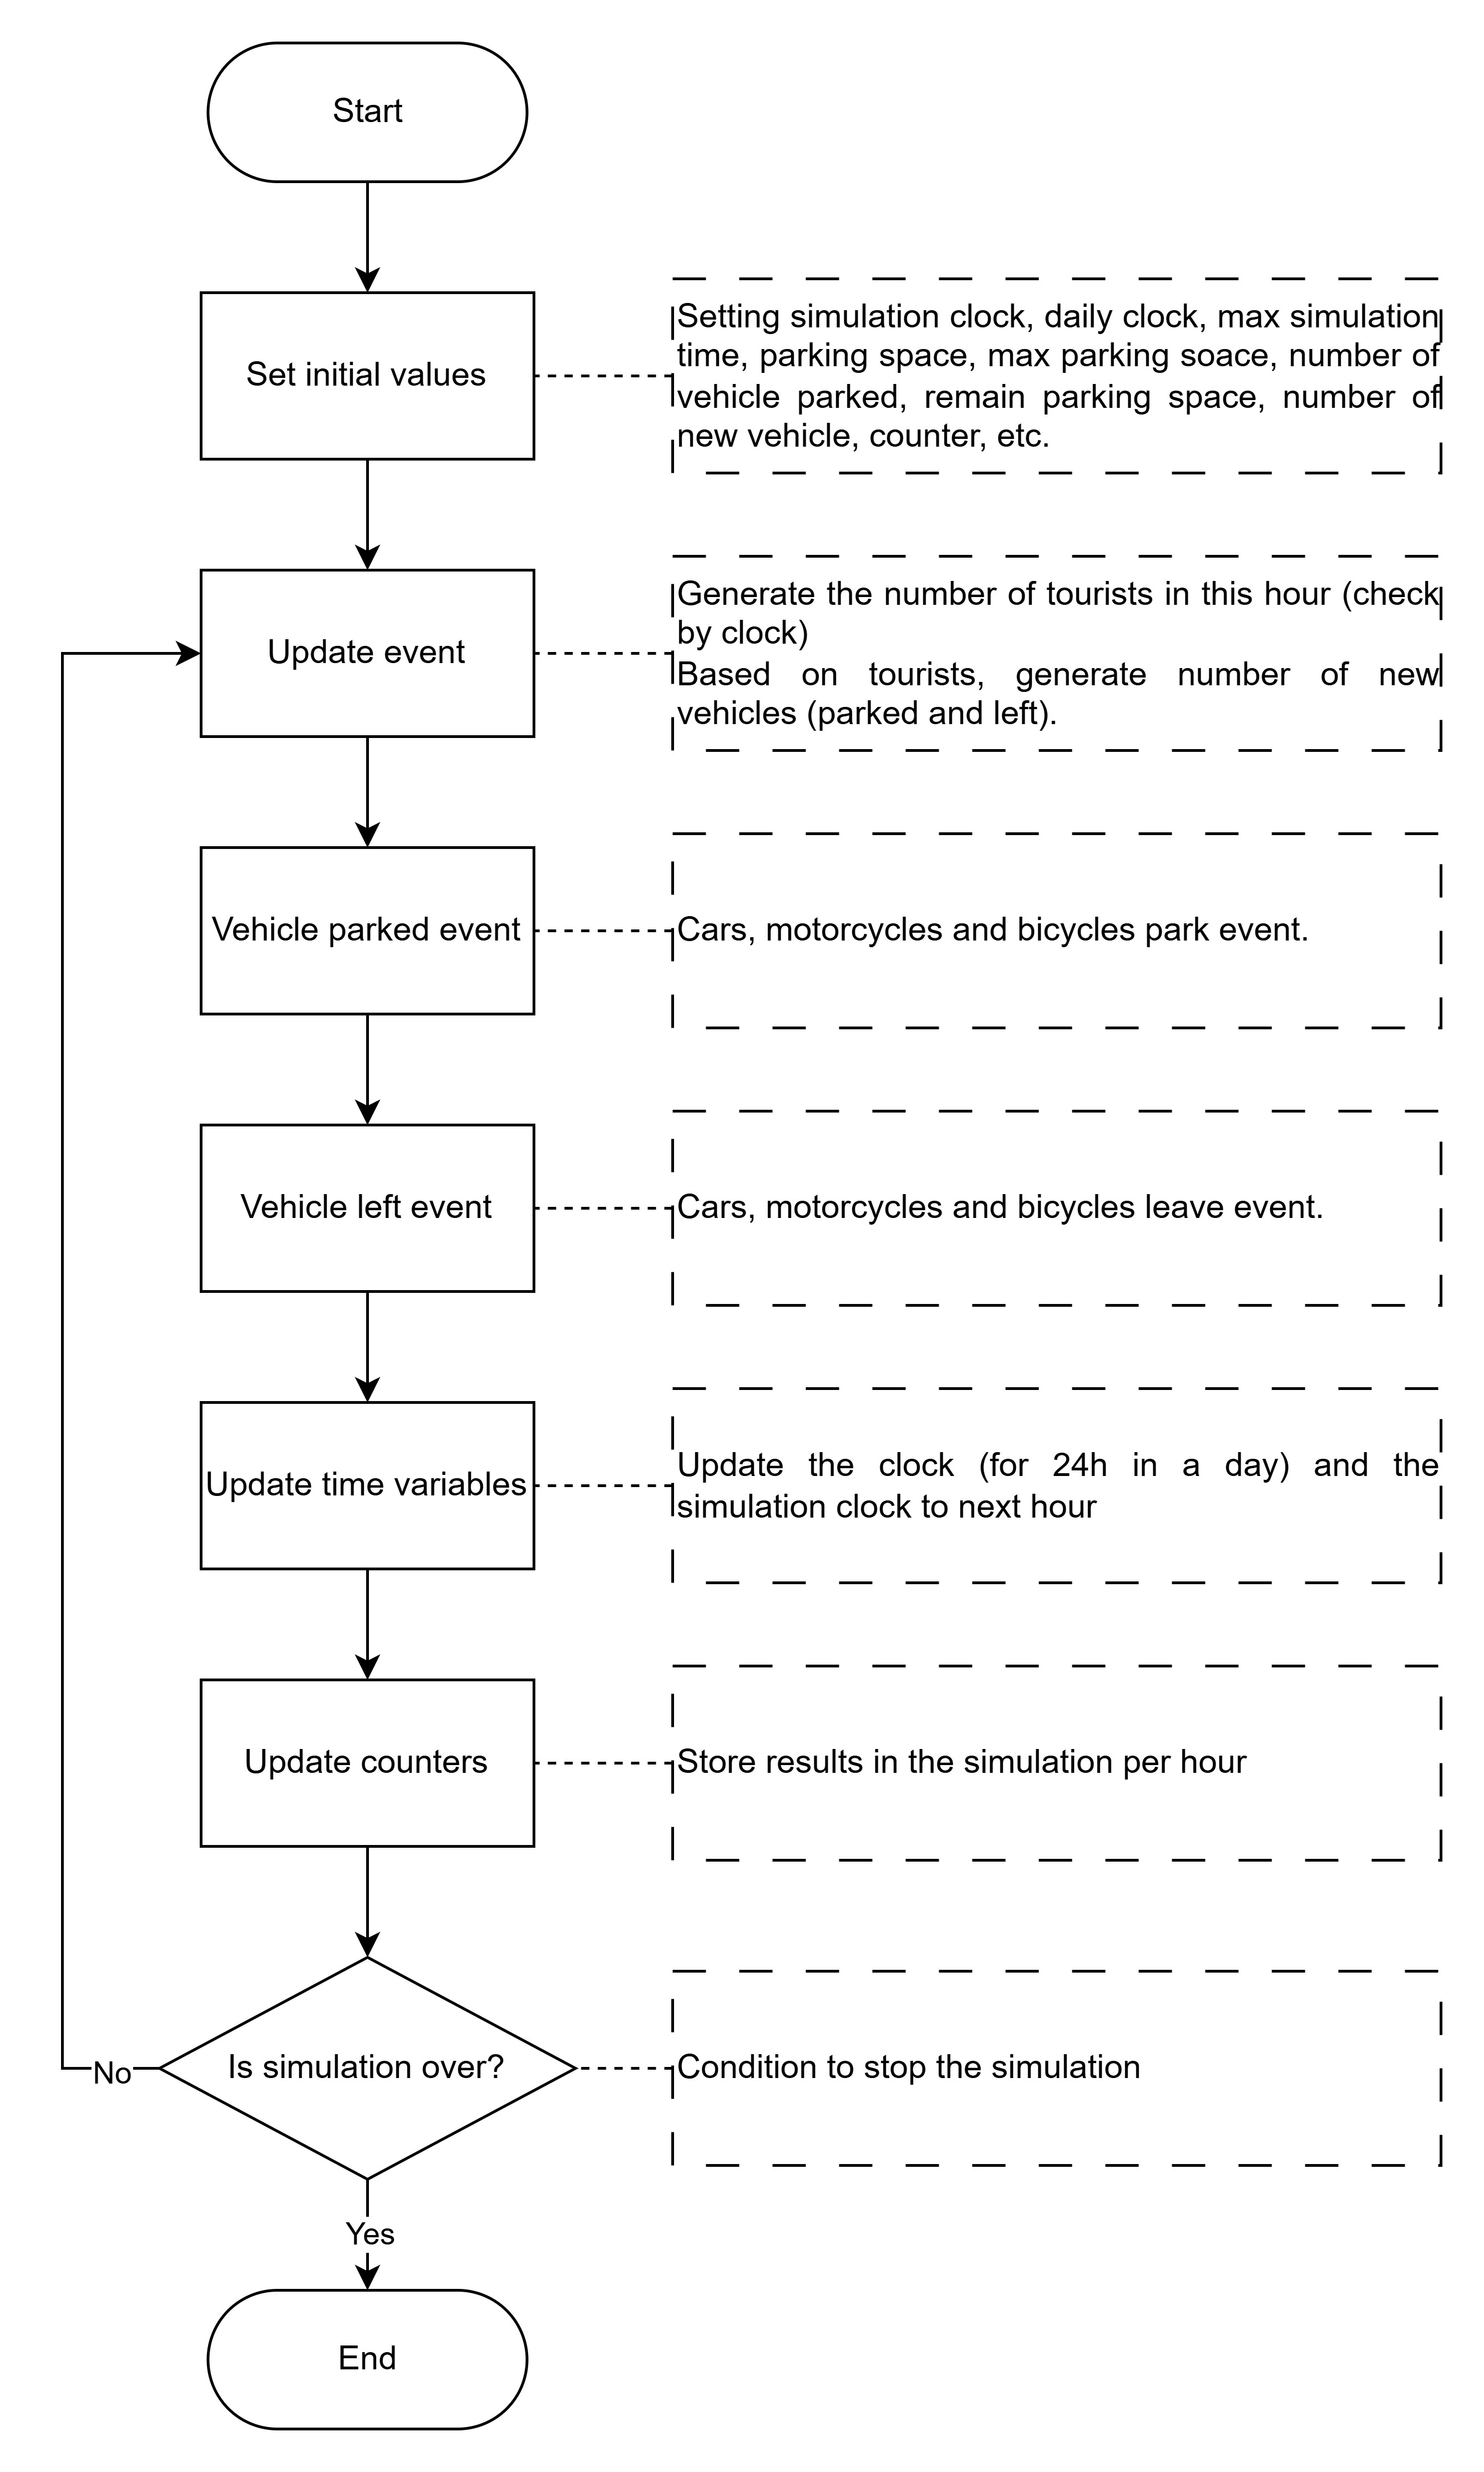 Start
Set initial values
Setting simulation clock, daily clock, max simulation
time, parking space, max parking soace, number of
vehicle parked, remain parking space, number of
new vehicle, counter, etc.
Update event
Generate the number of tourists in this hour (check
by clock)
Based on tourists, generate number of new
vehicles (parked and left).
Vehicle parked event
Cars, motorcycles and bicycles park event.
Vehicle left event
Cars, motorcycles and bicycles leave event.
Update time variables
Update the clock (for 24h in a day) and the
simulation clock to next hour
Update counters
Store results in the simulation per hour
Is simulation over?
Condition to stop the simulation
No
Yes
End